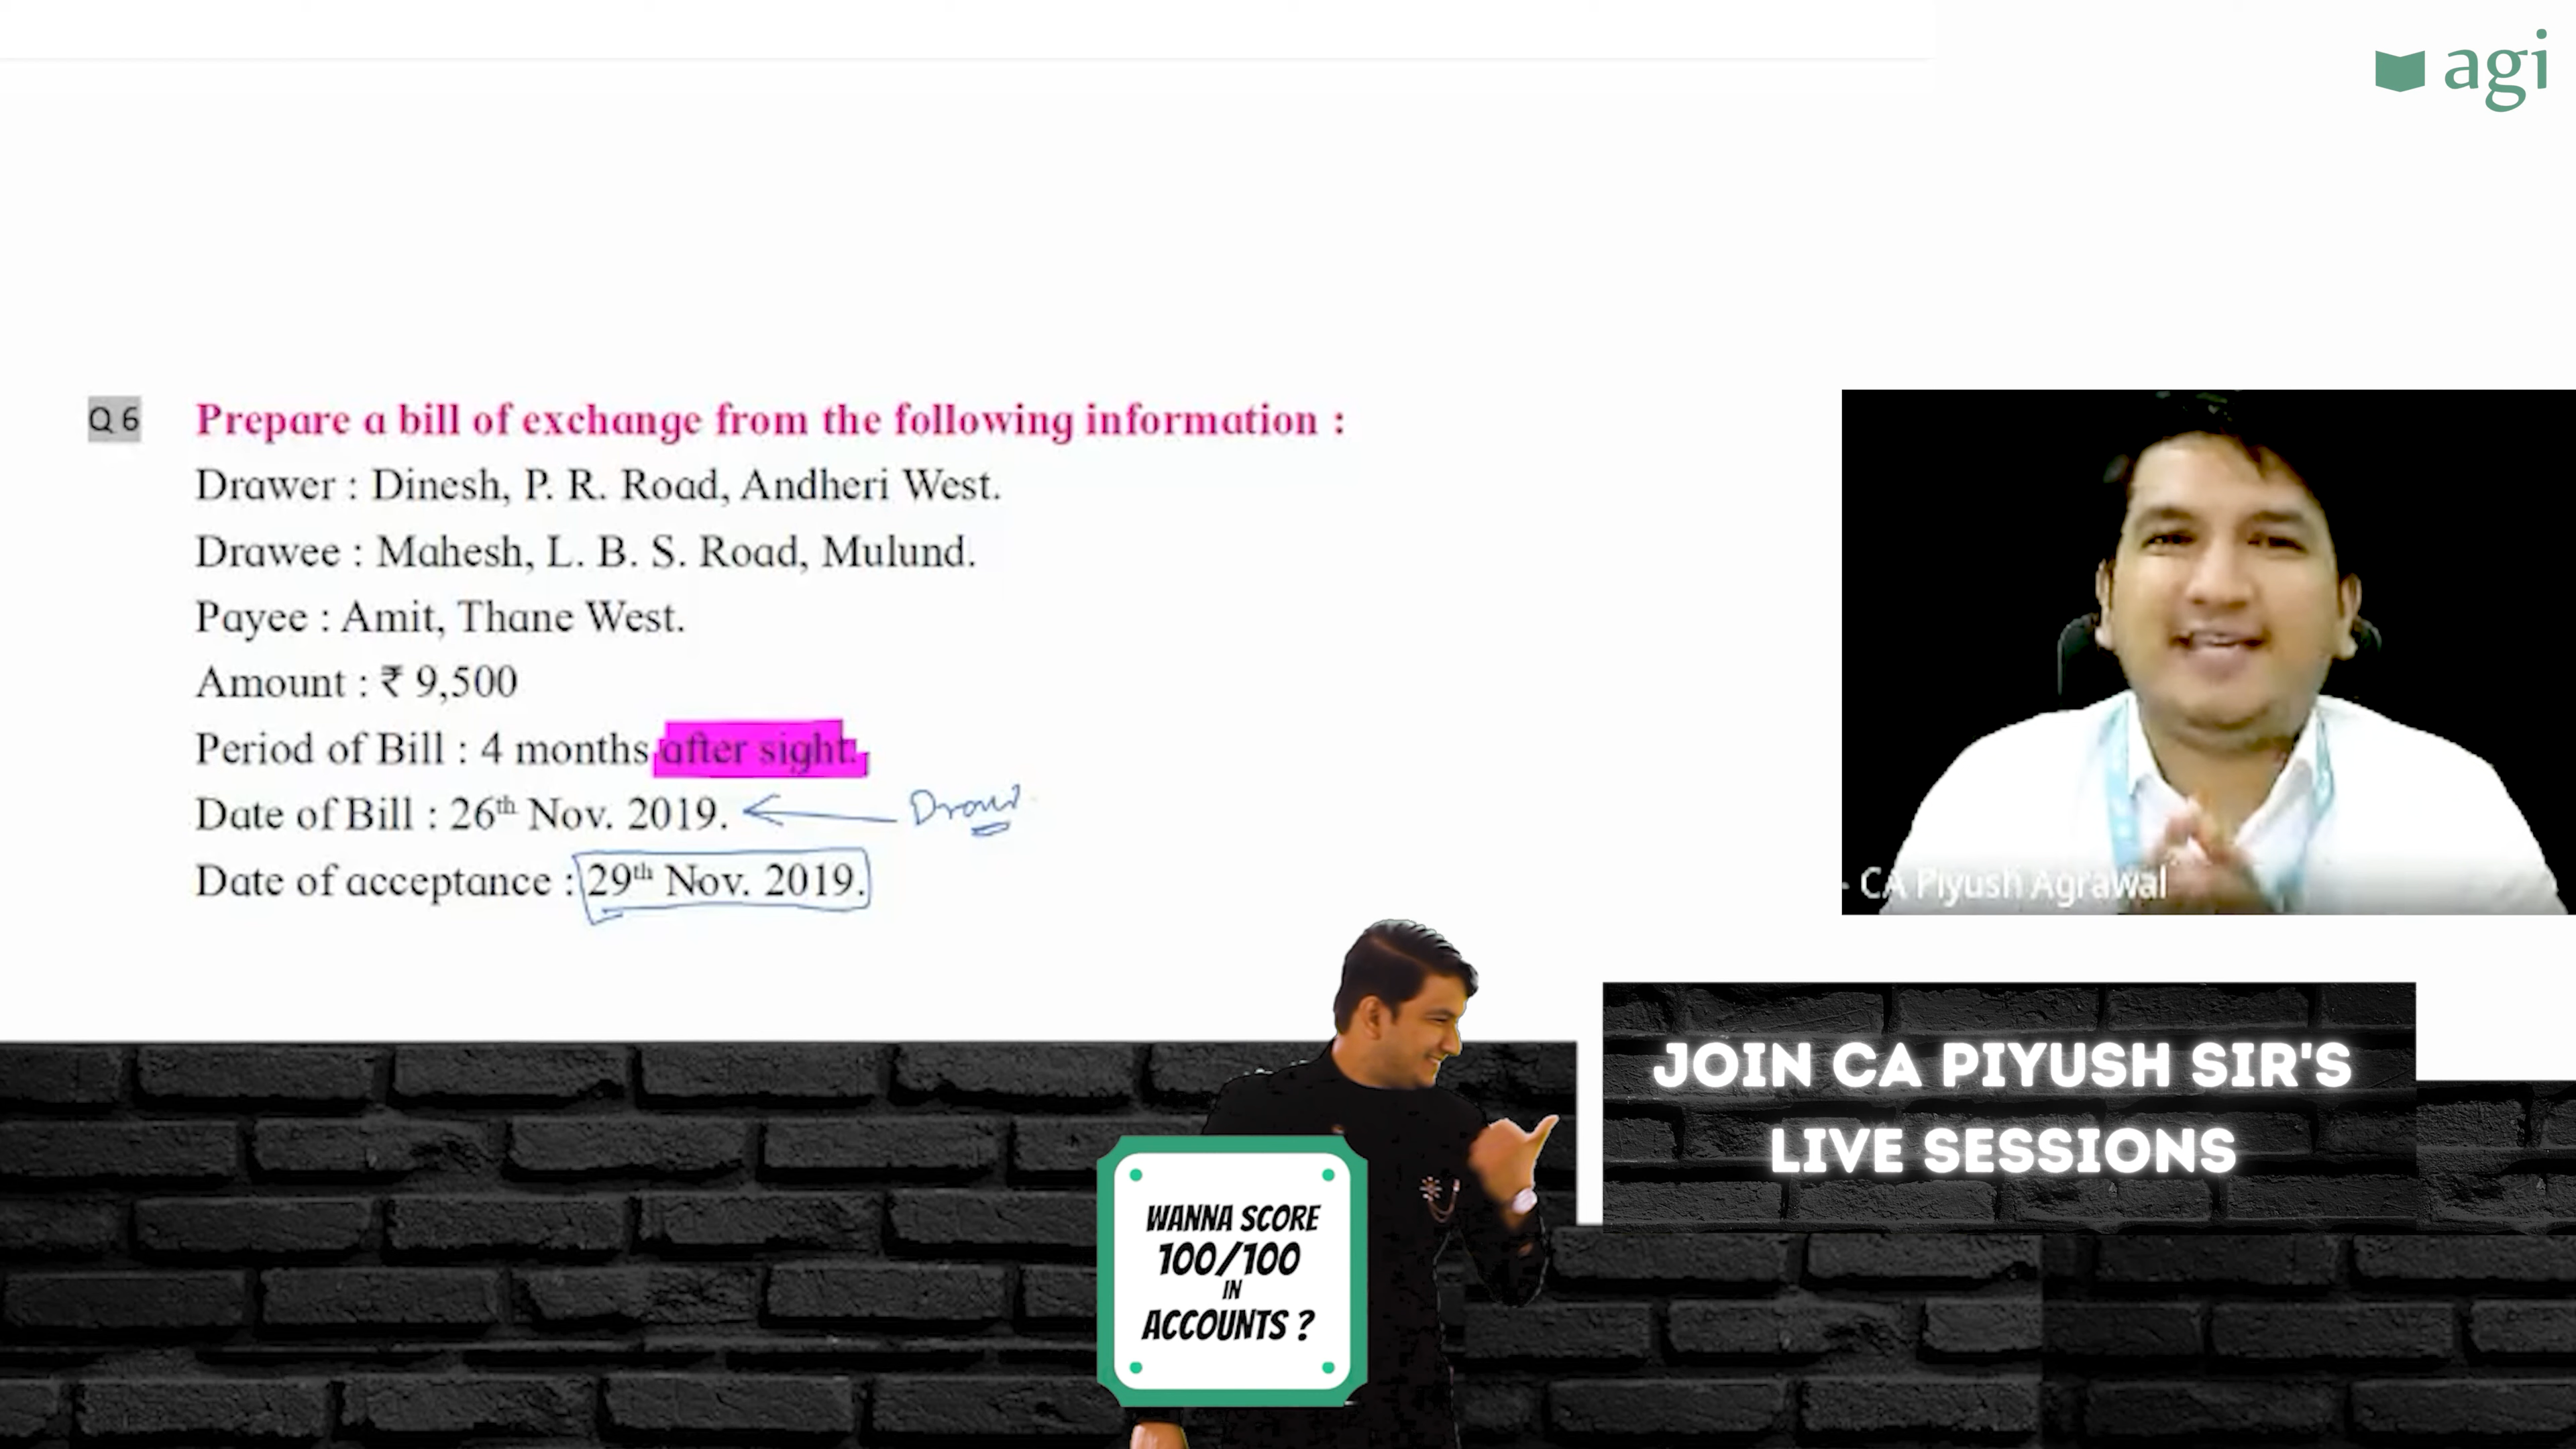 agi
Q 6 Prepare a bill of exchange from the following information :
Drawer : Dinesh, P. R. Road, Andheri West.
Drawee : Mahesh, L. B. S. Road, Mulund.
Payee : Amit, Thane West.
Amount : ₹ 9,500
Period of Bill : 4 months after sight.
Date of Bill : 26th Nov. 2019. Draw
Date of acceptance : 29th Nov. 2019.
- CA Piyush Agrawal
JOIN CA PIYUSH SIR'S
LIVE SESSIONS
WANNA SCORE
100/100
IN
ACCOUNTS ?